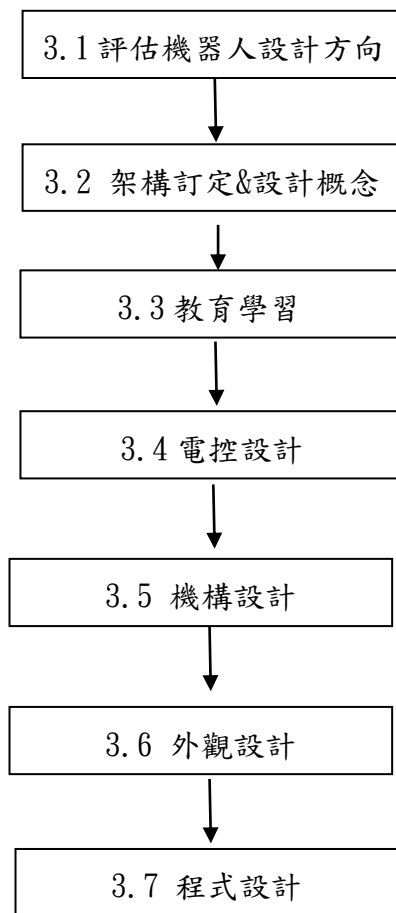 3.1評估機器人設計方向
3.2 架構訂定&設計概念
3.3教育學習
3.4電控設計
3.5 機構設計
3.6 外觀設計
3.7 程式設計